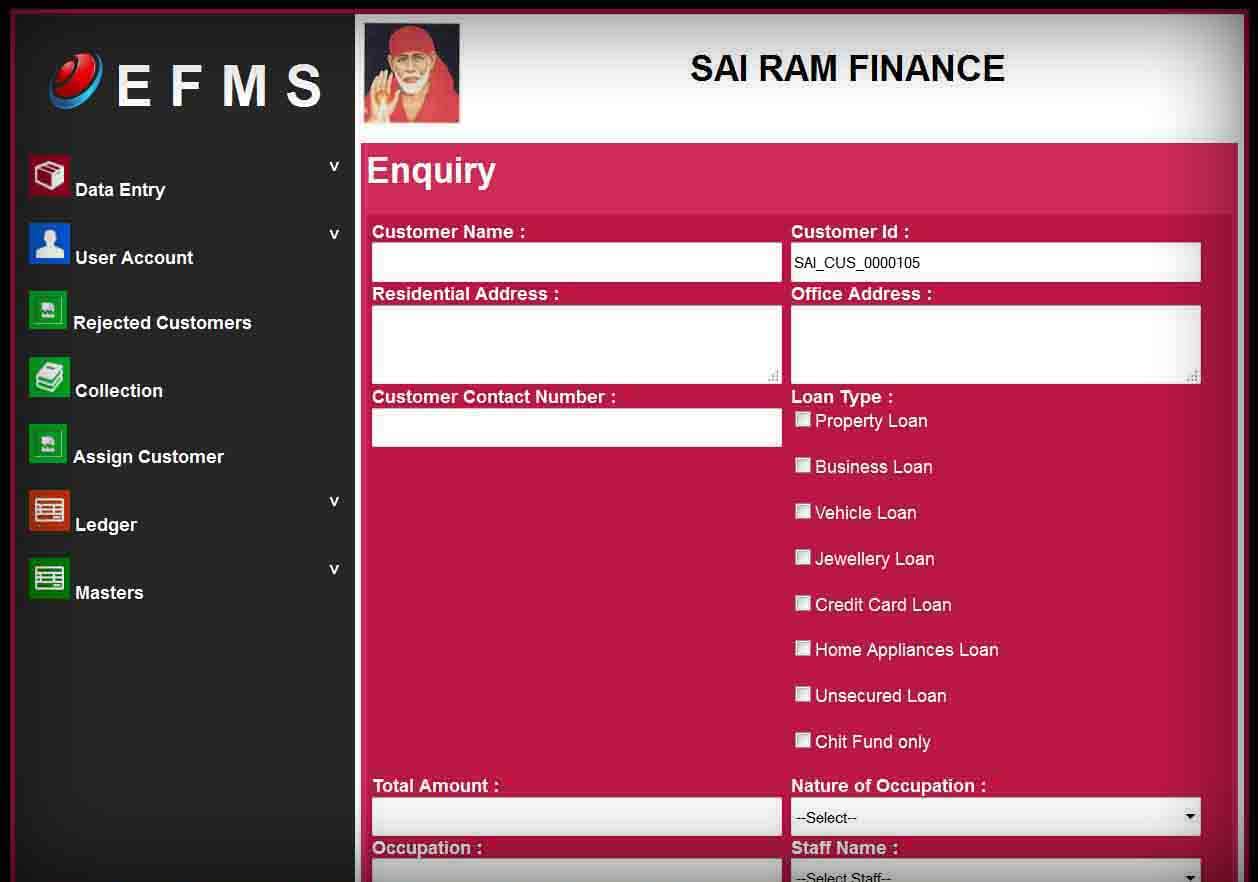 EFMS
SAI RAM FINANCE
Data Entry v
User Account v
Rejected Customers
Collection
Assign Customer
Ledger v
Masters v
Enquiry
Customer Name : Customer Id :
SAI_CUS_0000105
Residential Address : Office Address :
Customer Contact Number : Loan Type :
Property Loan
Business Loan
Vehicle Loan
Jewellery Loan
Credit Card Loan
Home Appliances Loan
Unsecured Loan
Chit Fund only
Total Amount : Nature of Occupation :
--Select--
Occupation : Staff Name :
--Select Staff--